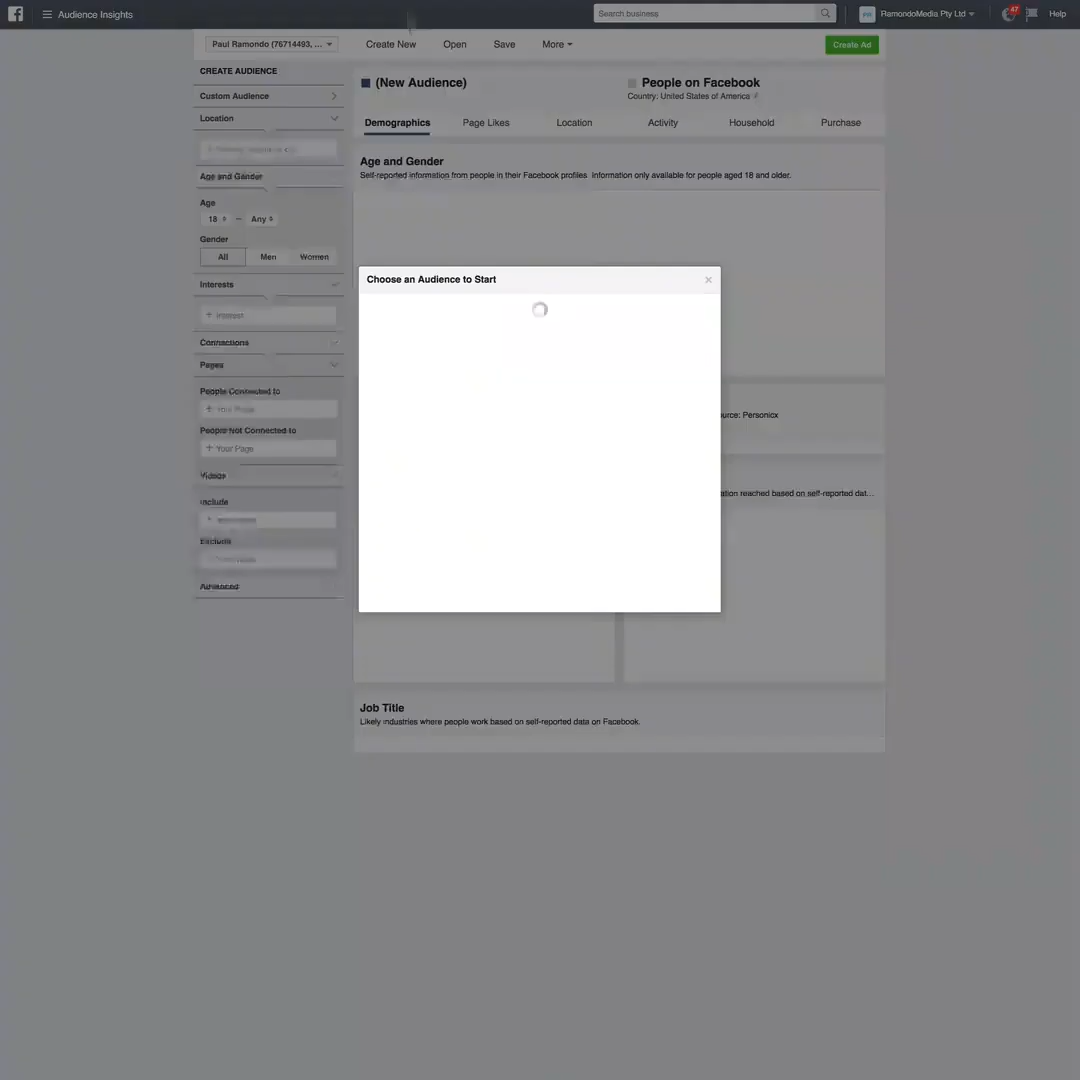 Audience Insights
Search business
RamondoMedia Pty Ltd
47
Help
Paul Ramondo (76714493, ...
Create New
Open
Save
More
Create Ad
CREATE AUDIENCE
Custom Audience
Location
Age and Gender
Age
18 – Any
Gender
All Men Women
Interests
+ Interest
Connections
Pages
People Connected to
+ Your Page
People Not Connected to
+ Your Page
Videos
Include
Exclude
Advanced
(New Audience)
People on Facebook
Country: United States of America
Demographics
Page Likes
Location
Activity
Household
Purchase
Age and Gender
Self-reported information from people in their Facebook profiles. Information only available for people aged 18 and older.
Choose an Audience to Start
×
urce: Personicx
ation reached based on self-reported dat...
Job Title
Likely industries where people work based on self-reported data on Facebook.